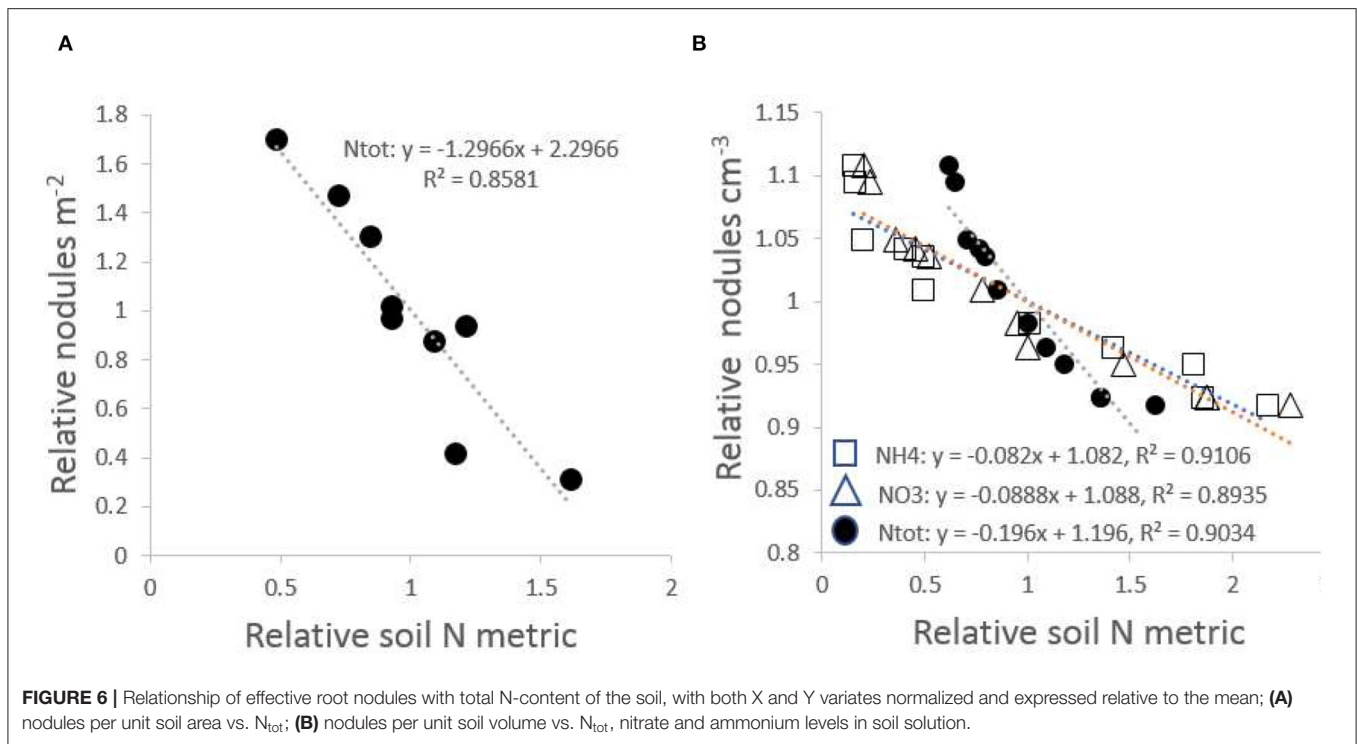 A
Relative nodules m⁻²
1.8
1.6
1.4
1.2
1
0.8
0.6
0.4
0.2
0
Ntot: y = -1.2966x + 2.2966
R² = 0.8581
0 0.5 1 1.5 2
Relative soil N metric
B
Relative nodules cm⁻³
1.15
1.1
1.05
1
0.95
0.9
0.85
0.8
NH4: y = -0.082x + 1.082, R² = 0.9106
NO3: y = -0.0888x + 1.088, R² = 0.8935
Ntot: y = -0.196x + 1.196, R² = 0.9034
0 0.5 1 1.5 2
Relative soil N metric
FIGURE 6 | Relationship of effective root nodules with total N-content of the soil, with both X and Y variates normalized and expressed relative to the mean; (A)
nodules per unit soil area vs. Ntot; (B) nodules per unit soil volume vs. Ntot, nitrate and ammonium levels in soil solution.